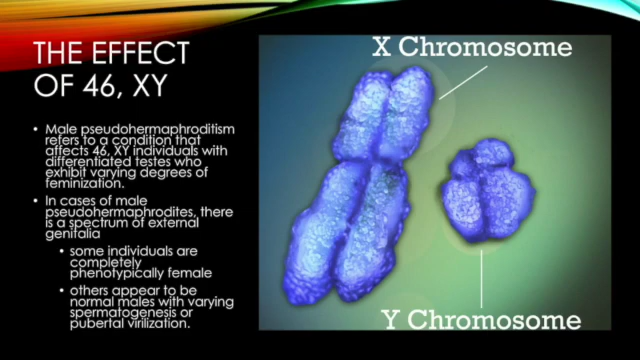 THE EFFECT
OF 46, XY
• Male pseudohermaphroditism
refers to a condition that
affects 46, XY individuals with
differentiated testes who
exhibit varying degrees of
feminization.
• In cases of male
pseudohermaphrodites, there
is a spectrum of external
genitalia
• some individuals are
completely
phenotypically female
• others appear to be
normal males with varying
spermatogenesis or
pubertal virilization.
X Chromosome
Y Chromosome